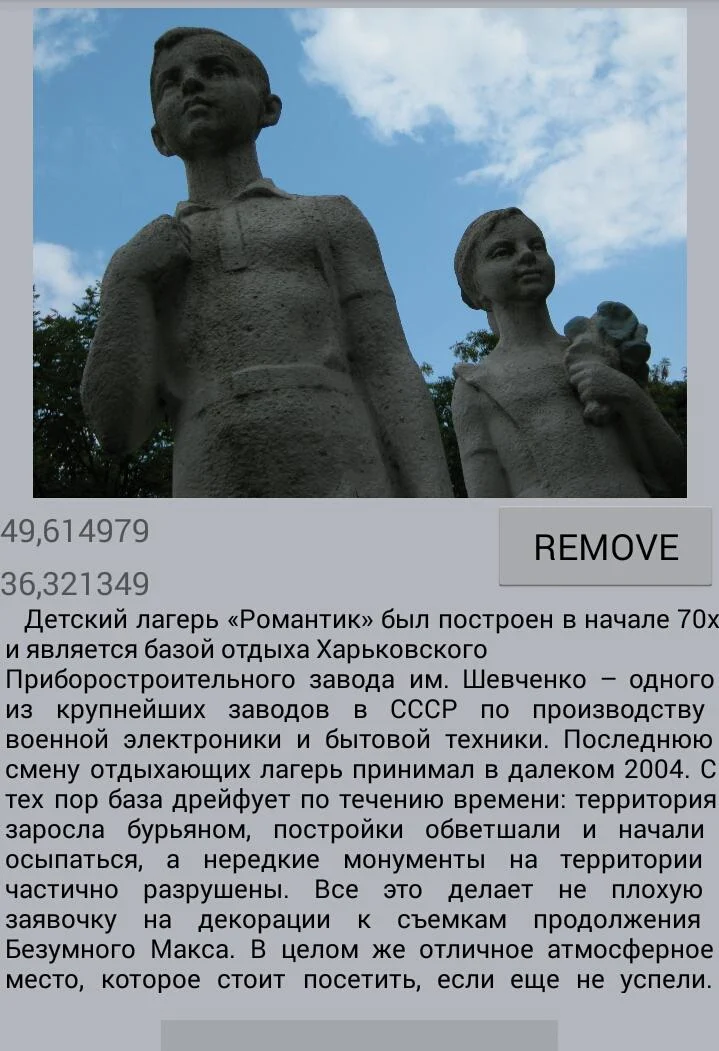 49,614979
REMOVE
36,321349
Детский лагерь «Романтик» был построен в начале 70х
и является базой отдыха Харьковского
Приборостроительного завода им. Шевченко – одного
из крупнейших заводов в СССР по производству
военной электроники и бытовой техники. Последнюю
смену отдыхающих лагерь принимал в далеком 2004. С
тех пор база дрейфует по течению времени: территория
заросла бурьяном, постройки обветшали и начали
осыпаться, а нередкие монументы на территории
частично разрушены. Все это делает не плохую
заявочку на декорации к съемкам продолжения
Безумного Макса. В целом же отличное атмосферное
место, которое стоит посетить, если еще не успели.